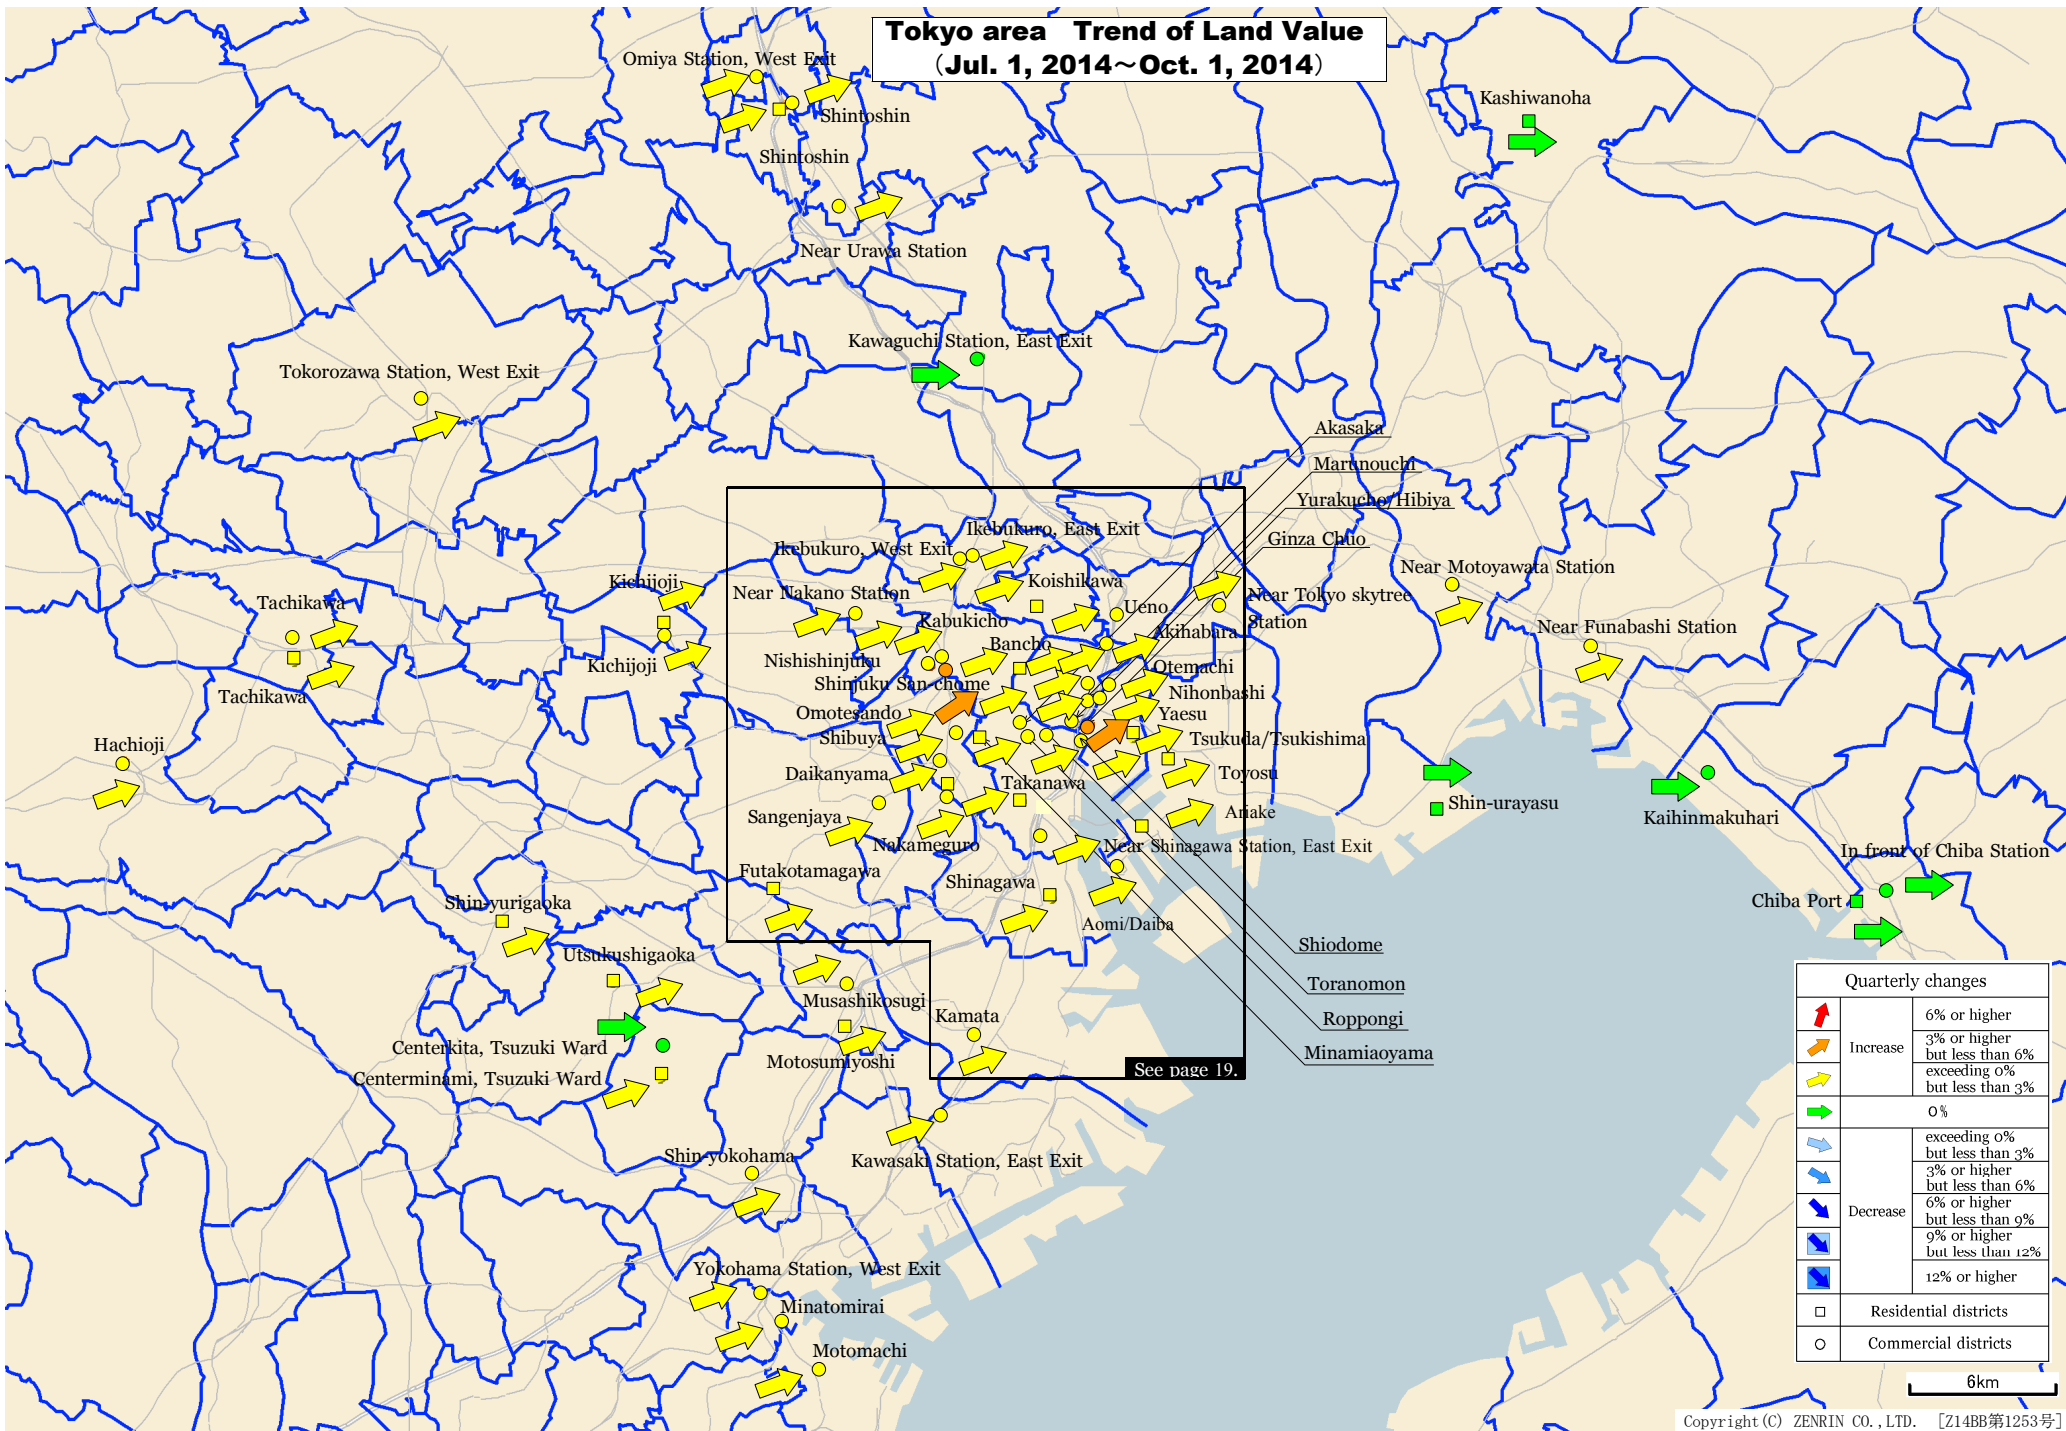 Tokyo area Trend of Land Value
（Jul. 1, 2014～Oct. 1, 2014）
Omiya Station, West Exit
Shintoshin
Shintoshin
Kashiwanoha
Near Urawa Station
Kawaguchi Station, East Exit
Tokorozawa Station, West Exit
Akasaka
Marunouchi
Yurakucho/Hibiya
Ginza Chuo
Ikebukuro, East Exit
Ikebukuro, West Exit
Koishikawa
Near Nakano Station
Kichijoji
Tachikawa
Kabukicho
Ueno
Near Tokyo skytree
Station
Near Motoyawata Station
Near Funabashi Station
Bancho
Akihabara
Nishishinjuku
Kichijoji
Otemachi
Shinjuku San-chome
Nihonbashi
Tachikawa
Omotesando
Yaesu
Shibuya
Tsukuda/Tsukishima
Hachioji
Daikanyama
Takanawa
Toyosu
Shin-urayasu
Sangenjaya
Ariake
Kaihinmakuhari
Nakameguro
Near Shinagawa Station, East Exit
In front of Chiba Station
Futakotamagawa
Shinagawa
Chiba Port
Shin-yurigaoka
Aomi/Daiba
Utsukushigaoka
Shiodome
Toranomon
Musashikosugi
Kamata
Roppongi
Centerkita, Tsuzuki Ward
Motosumiyoshi
Minamiaoyama
Centerminami, Tsuzuki Ward
See page 19.
Shin-yokohama
Kawasaki Station, East Exit
Yokohama Station, West Exit
Minatomirai
Motomachi
Quarterly changes
Increase
6% or higher
3% or higher
but less than 6%
exceeding 0%
but less than 3%
0%
Decrease
exceeding 0%
but less than 3%
3% or higher
but less than 6%
6% or higher
but less than 9%
9% or higher
but less than 12%
12% or higher
Residential districts
Commercial districts
6km
Copyright(C) ZENRIN CO.,LTD. [Z14BB第1253号]